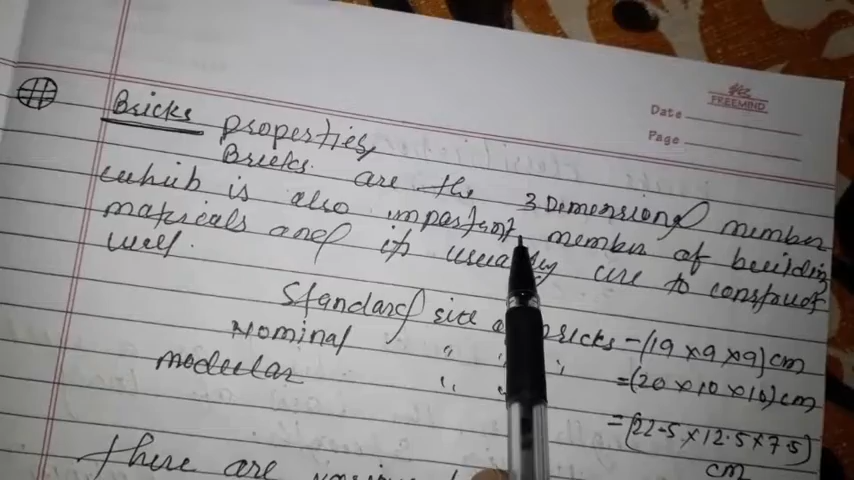 FREEMIND
Date
Page
Bricks properties,
Bricks are the 3 Dimensional member
which is also important member of building
materials and it usually use to construct
well.
Standard size bricks - (19 x 9 x 9) cm
Nominal " " " = (20 x 10 x 10) cm
modular " " = (22.5 x 12.5 x 7.5)
cm
There are